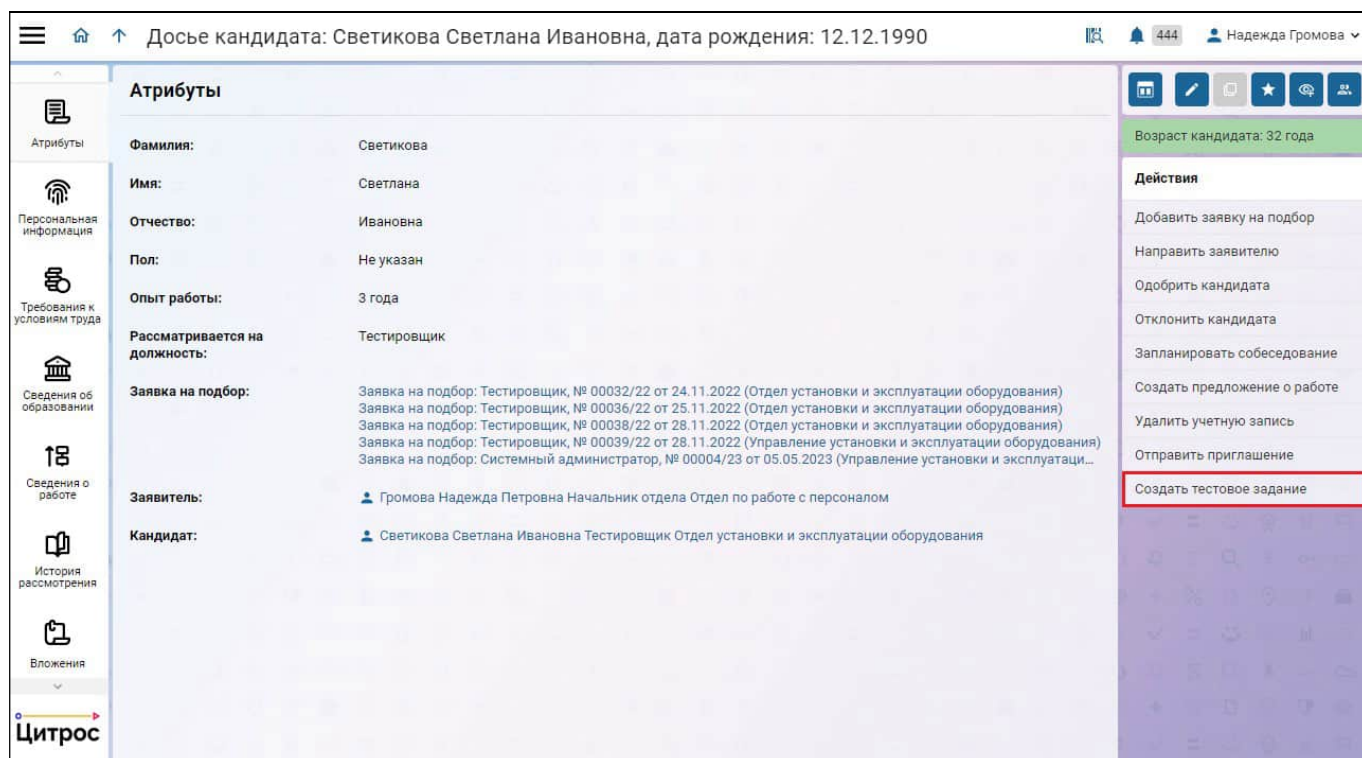 Досье кандидата: Светикова Светлана Ивановна, дата рождения: 12.12.1990
444
Надежда Громова
Атрибуты
Персональная
информация
Требования к
условиям труда
Сведения об
образовании
Сведения о
работе
История
рассмотрения
Вложения
Цитрос
Атрибуты
Фамилия: Светикова
Имя: Светлана
Отчество: Ивановна
Пол: Не указан
Опыт работы: 3 года
Рассматривается на Тестировщик
должность:
Заявка на подбор: Заявка на подбор: Тестировщик, № 00032/22 от 24.11.2022 (Отдел установки и эксплуатации оборудования)
Заявка на подбор: Тестировщик, № 00036/22 от 25.11.2022 (Отдел установки и эксплуатации оборудования)
Заявка на подбор: Тестировщик, № 00038/22 от 28.11.2022 (Отдел установки и эксплуатации оборудования)
Заявка на подбор: Тестировщик, № 00039/22 от 28.11.2022 (Управление установки и эксплуатации оборудования)
Заявка на подбор: Системный администратор, № 00004/23 от 05.05.2023 (Управление установки и эксплуатаци...
Заявитель: Громова Надежда Петровна Начальник отдела Отдел по работе с персоналом
Кандидат: Светикова Светлана Ивановна Тестировщик Отдел установки и эксплуатации оборудования
Возраст кандидата: 32 года
Действия
Добавить заявку на подбор
Направить заявителю
Одобрить кандидата
Отклонить кандидата
Запланировать собеседование
Создать предложение о работе
Удалить учетную запись
Отправить приглашение
Создать тестовое задание